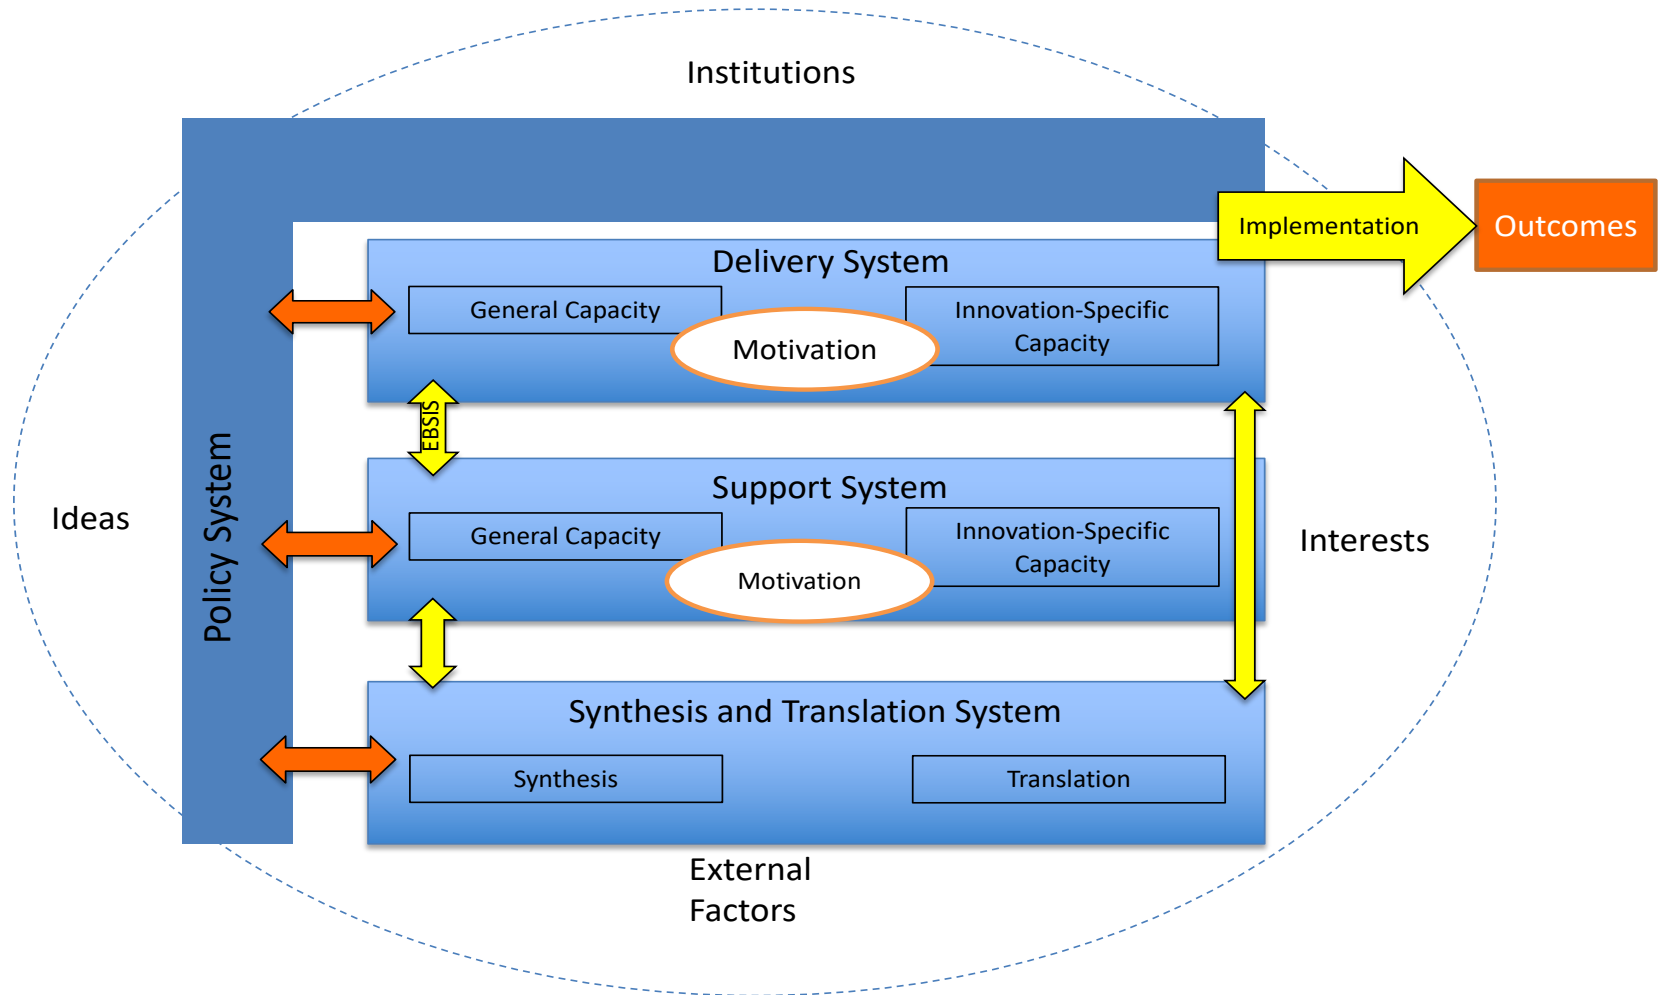 Institutions
Implementation
Outcomes
Delivery System
General Capacity
Innovation-Specific
Capacity
Motivation
EBSIS
Policy System
Ideas
Support System
General Capacity
Innovation-Specific
Capacity
Motivation
Interests
Synthesis and Translation System
Synthesis
Translation
External
Factors